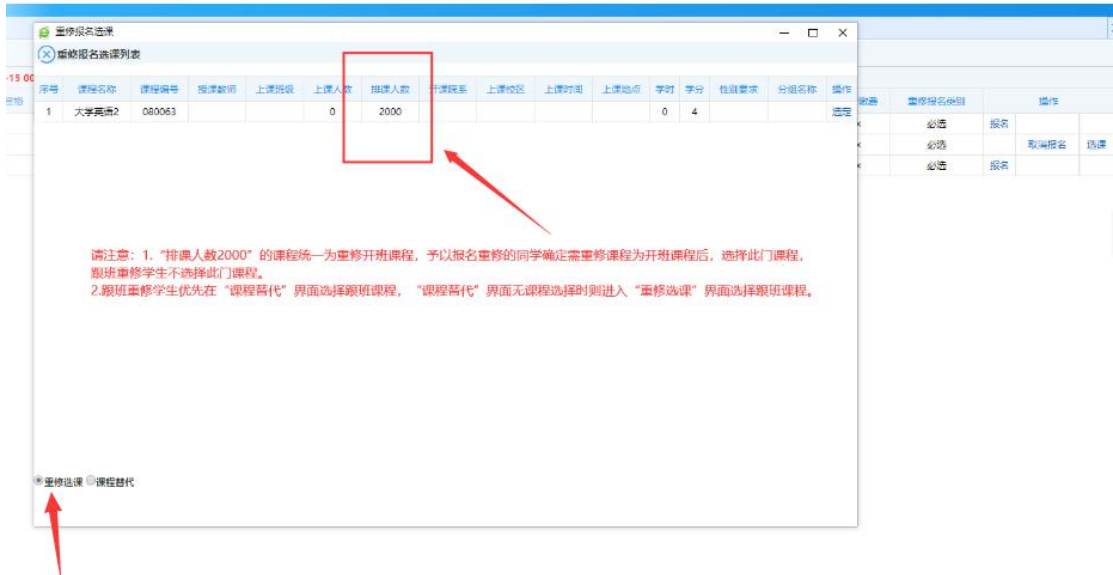 重修报名选课
重修报名选课列表
-15 00
序号 课程名称 课程编号 授课教师 上课班级 上课人数 排课人数 开课院系 上课校区 上课时间 上课地点 学时 学分 性别要求 分组名称 操作
1 大学英语2 080063 0 2000 0 4 选定
缴费 重修报名类别 操作
必选 报名
必选 取消报名 选课
必选 报名
请注意：1.“排课人数2000”的课程统一为重修开班课程，予以报名重修的同学确定需重修课程为开班课程后，选择此门课程，
跟班重修学生不选择此门课程。
2.跟班重修学生优先在“课程替代”界面选择跟班课程，“课程替代”界面无课程选择时则进入“重修选课”界面选择跟班课程。
重修选课 课程替代